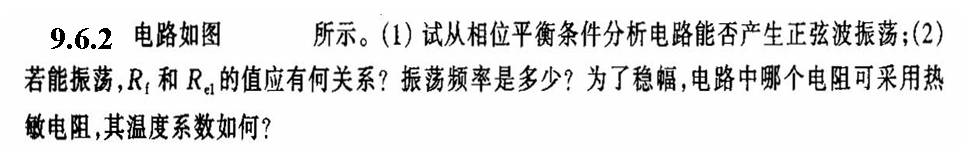 9.6.2 电路如图 所示。(1) 试从相位平衡条件分析电路能否产生正弦波振荡;(2)
若能振荡,Rf 和 Re1的值应有何关系?振荡频率是多少?为了稳幅,电路中哪个电阻可采用热
敏电阻,其温度系数如何?